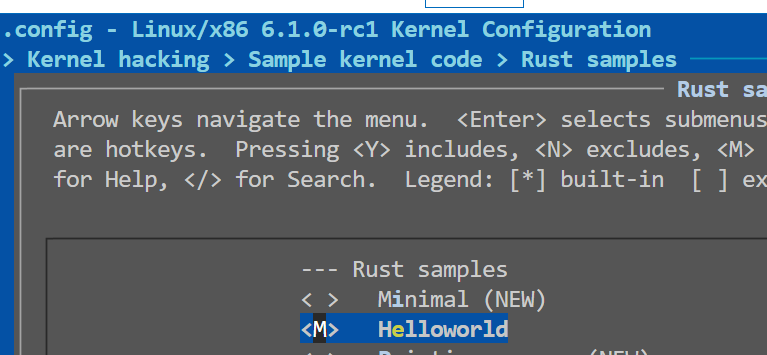 .config - Linux/x86 6.1.0-rc1 Kernel Configuration
> Kernel hacking > Sample kernel code > Rust samples
Rust sa
Arrow keys navigate the menu.  <Enter> selects submenus
are hotkeys.  Pressing <Y> includes, <N> excludes, <M>
for Help, </> for Search.  Legend: [*] built-in  [ ] ex
--- Rust samples
< >   Minimal (NEW)
<M>   Helloworld